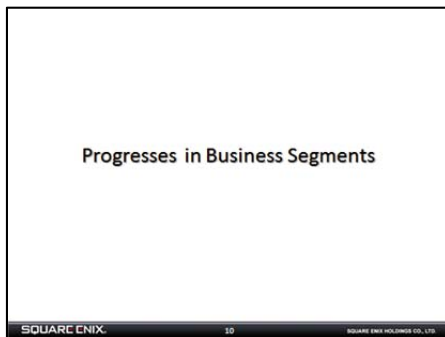 Progresses in Business Segments
SQUARE ENIX.
10
SQUARE ENIX HOLDINGS CO., LTD.